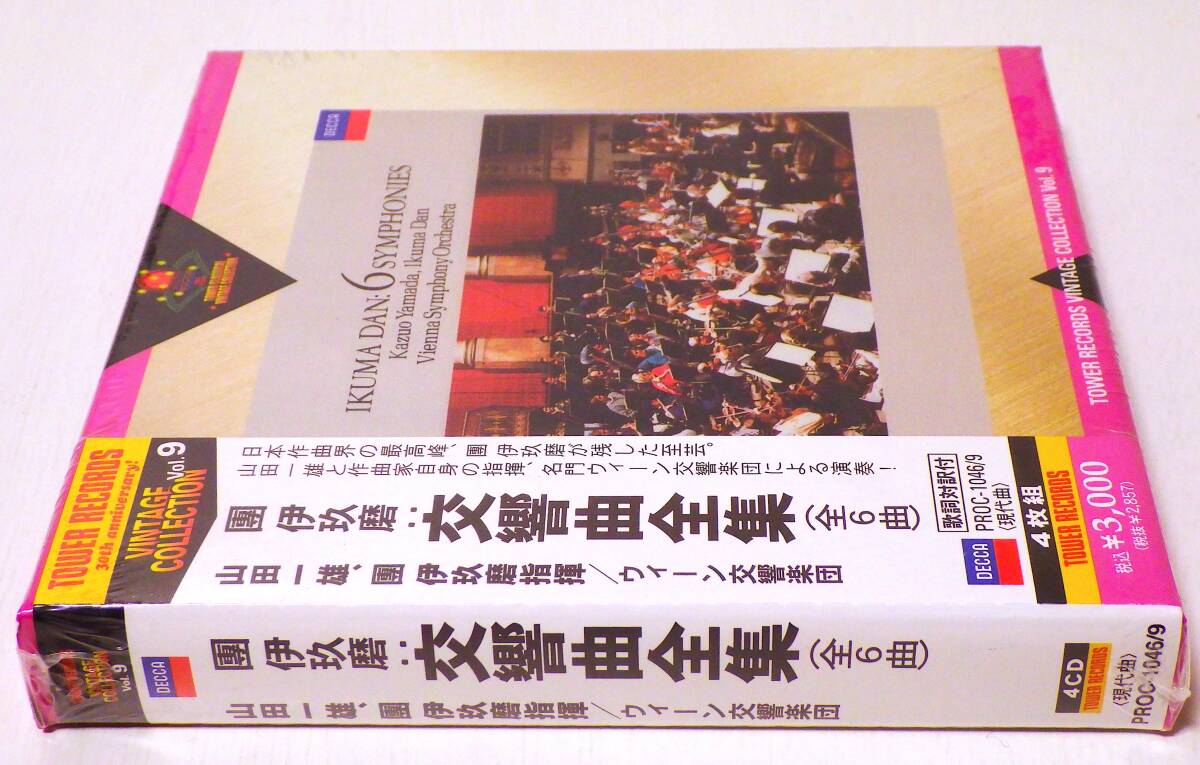 DECCA
IKUMA DAN: 6 SYMPHONIES
Kazuo Yamada, Ikuma Dan
Vienna Symphony Orchestra
TOWER RECORDS VINTAGE COLLECTION Vol. 9
TOWER RECORDS
30th anniversary!
VINTAGE
COLLECTION Vol.9
日本作曲界の最高峰、團 伊玖磨が残した至芸。
山田一雄と作曲家自身の指揮、名門ウィーン交響楽団による演奏！
團 伊玖磨：交響曲全集（全6曲）
山田一雄、團 伊玖磨指揮／ウィーン交響楽団
歌詞対訳付
PROC-1046/9
〈現代曲〉
DECCA
4枚組
TOWER RECORDS
税込¥3,000
（税抜¥2,857）
VINTAGE
COLLECTION
Vol.9
DECCA
團 伊玖磨：交響曲全集（全6曲）
山田一雄、團 伊玖磨指揮／ウィーン交響楽団
4CD
TOWER RECORDS
〈現代曲〉
PROC-1046/9